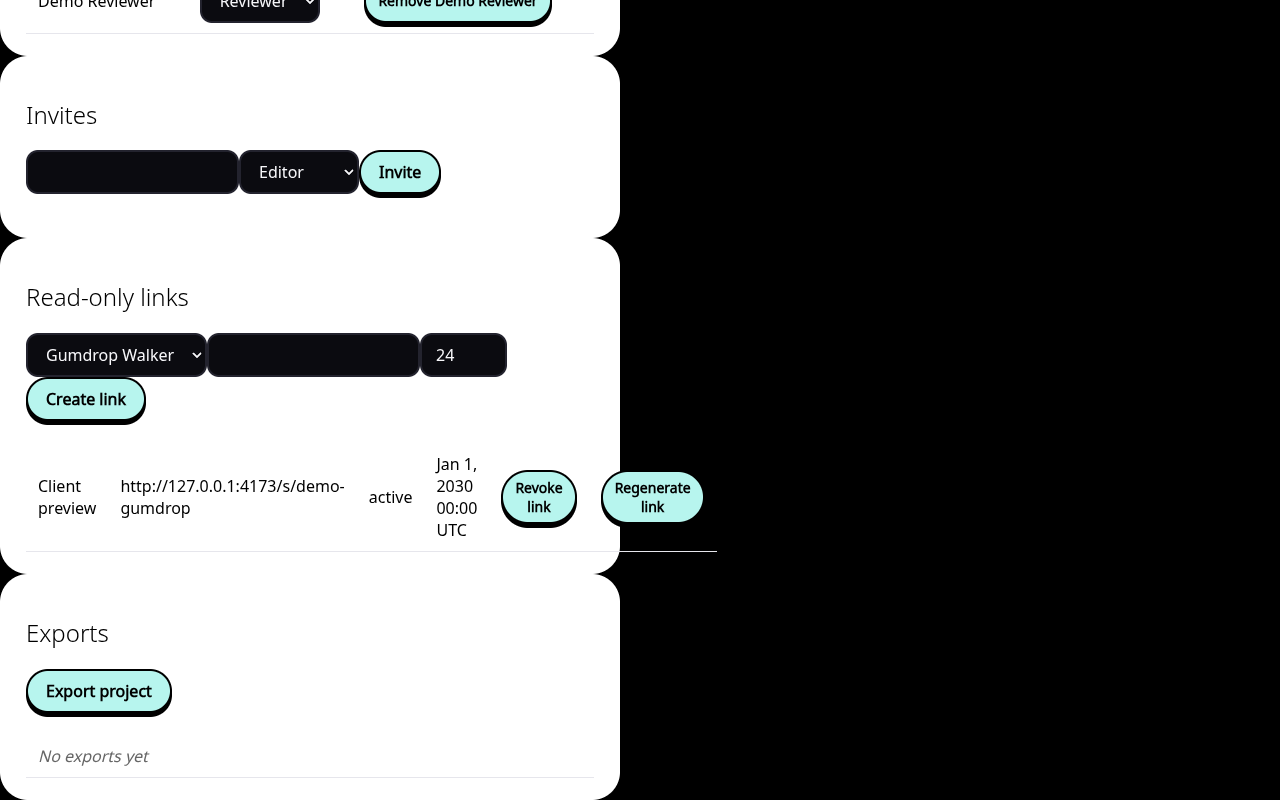 Demo Reviewer Reviewer Remove Demo Reviewer
Invites
Editor Invite
Read-only links
Gumdrop Walker 24
Create link
Client preview http://127.0.0.1:4173/s/demo-gumdrop active Jan 1, 2030 00:00 UTC Revoke link Regenerate link
Exports
Export project
No exports yet